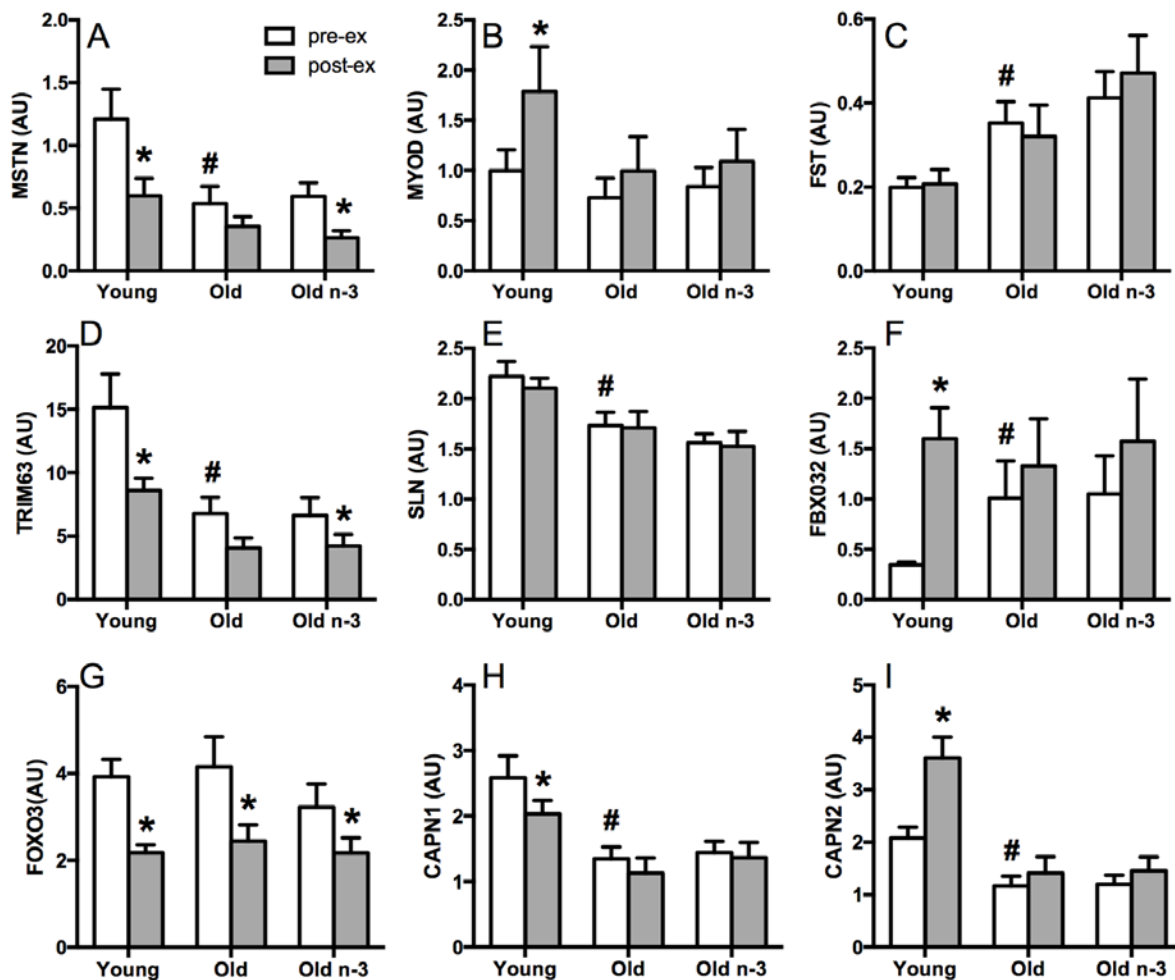 A
MSTN (AU)
2.0
1.5
1.0
0.5
0.0
pre-ex
post-ex
*
#
*
Young Old Old n-3
B
MYOD (AU)
2.5
2.0
1.5
1.0
0.5
0.0
*
Young Old Old n-3
C
FST (AU)
0.6
0.4
0.2
0.0
#
Young Old Old n-3
D
TRIM63 (AU)
20
15
10
5
0
*
#
*
Young Old Old n-3
E
SLN (AU)
2.5
2.0
1.5
1.0
0.5
0.0
#
Young Old Old n-3
F
FBX032 (AU)
2.5
2.0
1.5
1.0
0.5
0.0
*
#
Young Old Old n-3
G
FOXO3(AU)
6
4
2
0
*
*
*
Young Old Old n-3
H
CAPN1 (AU)
4
3
2
1
0
*
#
Young Old Old n-3
I
CAPN2 (AU)
5
4
3
2
1
0
*
#
Young Old Old n-3